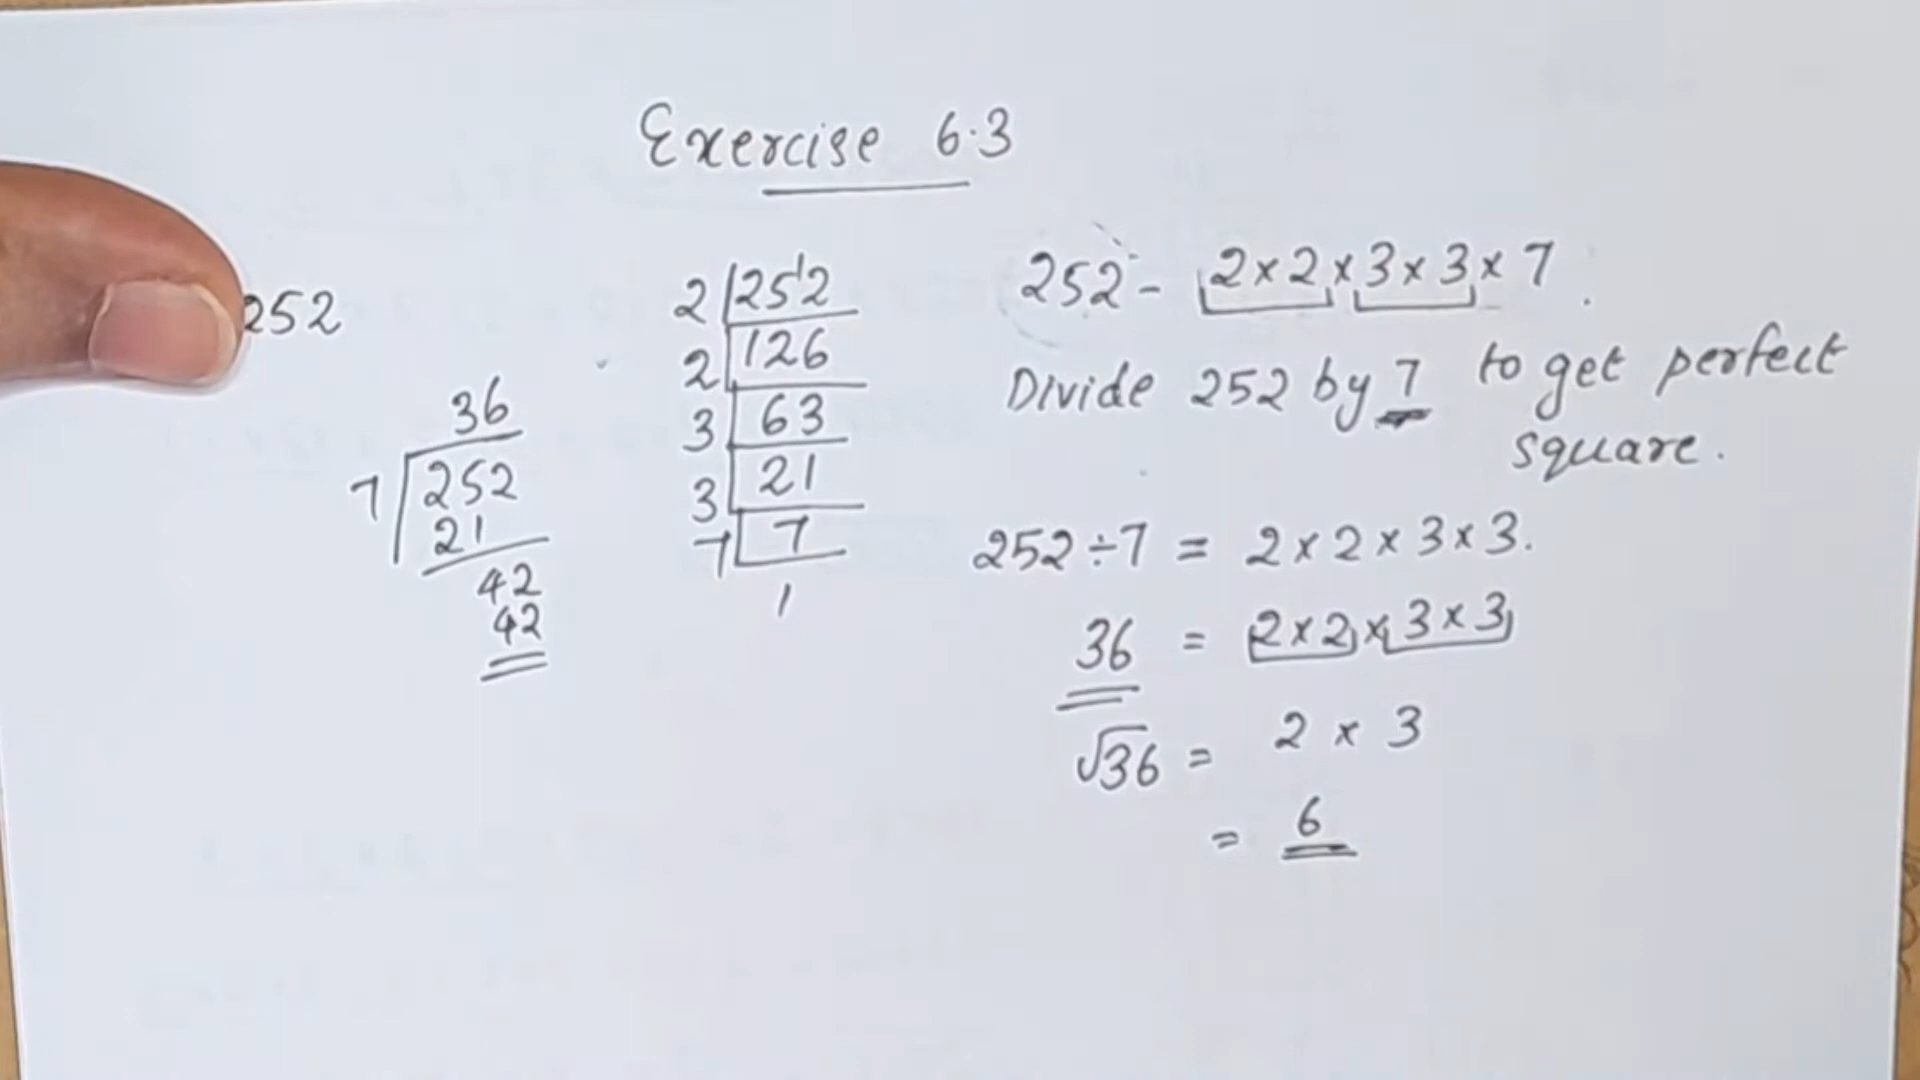 Exercise 6.3
252
36
7 252
21
42
42
2 252
2 126
3 63
3 21
7 7
1
252 - 2×2×3×3×7.
Divide 252 by 7 to get perfect
square.
252÷7 = 2×2×3×3.
36 = 2×2×3×3
√36 = 2 × 3
= 6